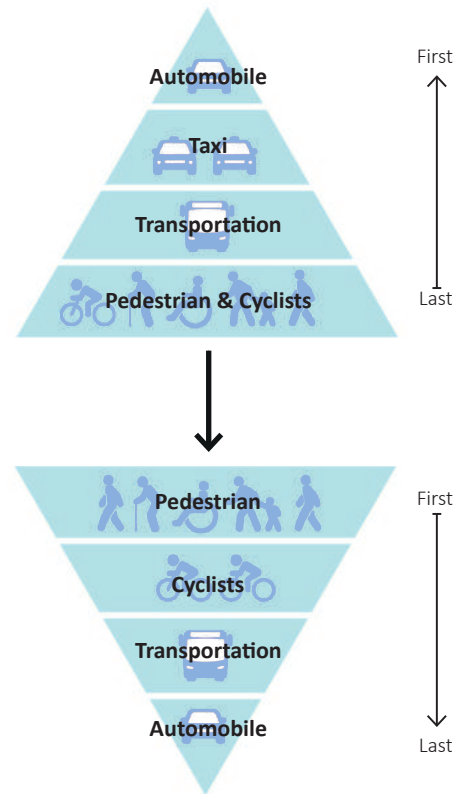 First
Automobile
Taxi
Transportation
Pedestrian & Cyclists
Last
Pedestrian
First
Cyclists
Transportation
Automobile
Last